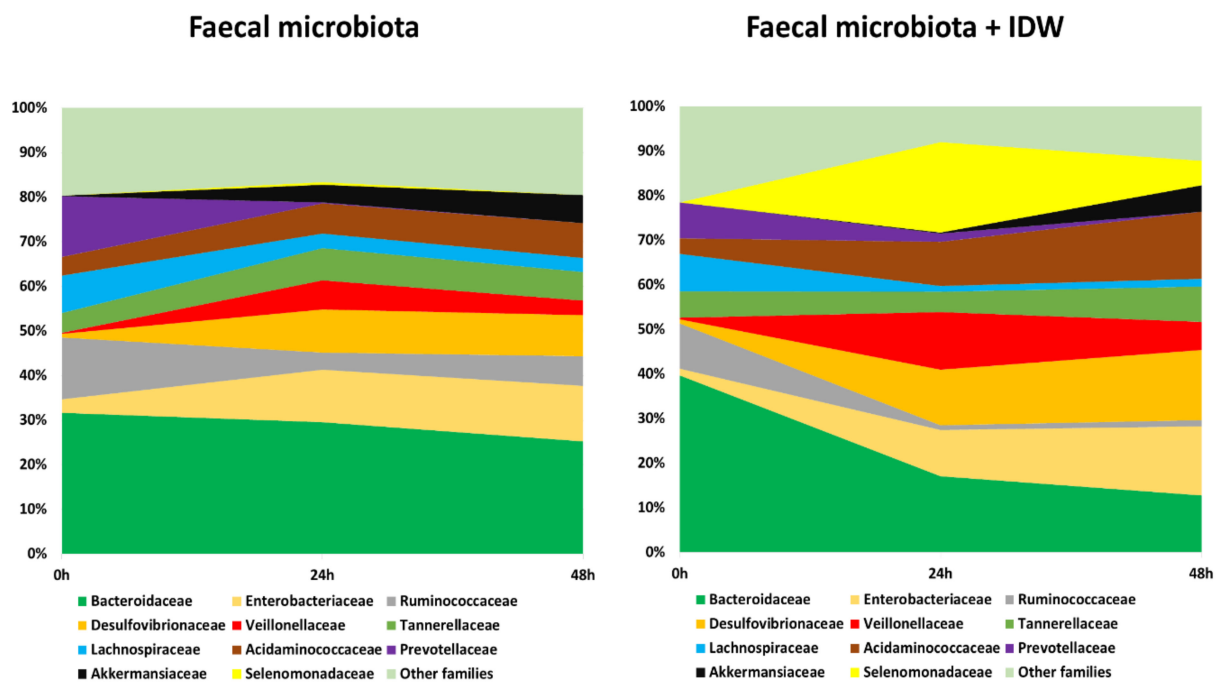 Faecal microbiota
100%
90%
80%
70%
60%
50%
40%
30%
20%
10%
0%
0h 24h 48h
Bacteroidaceae Enterobacteriaceae Ruminococcaceae
Desulfovibrionaceae Veillonellaceae Tannerellaceae
Lachnospiraceae Acidaminococcaceae Prevotellaceae
Akkermansiaceae Selenomonadaceae Other families
Faecal microbiota + IDW
100%
90%
80%
70%
60%
50%
40%
30%
20%
10%
0%
0h 24h 48h
Bacteroidaceae Enterobacteriaceae Ruminococcaceae
Desulfovibrionaceae Veillonellaceae Tannerellaceae
Lachnospiraceae Acidaminococcaceae Prevotellaceae
Akkermansiaceae Selenomonadaceae Other families